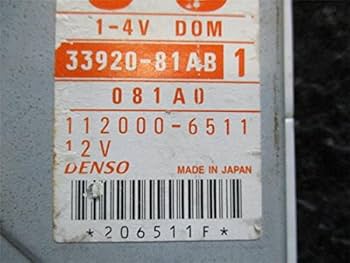 1-4V DOM
33920-81AB 1
081A0
112000-6511
12V
DENSO MADE IN JAPAN
*206511F*